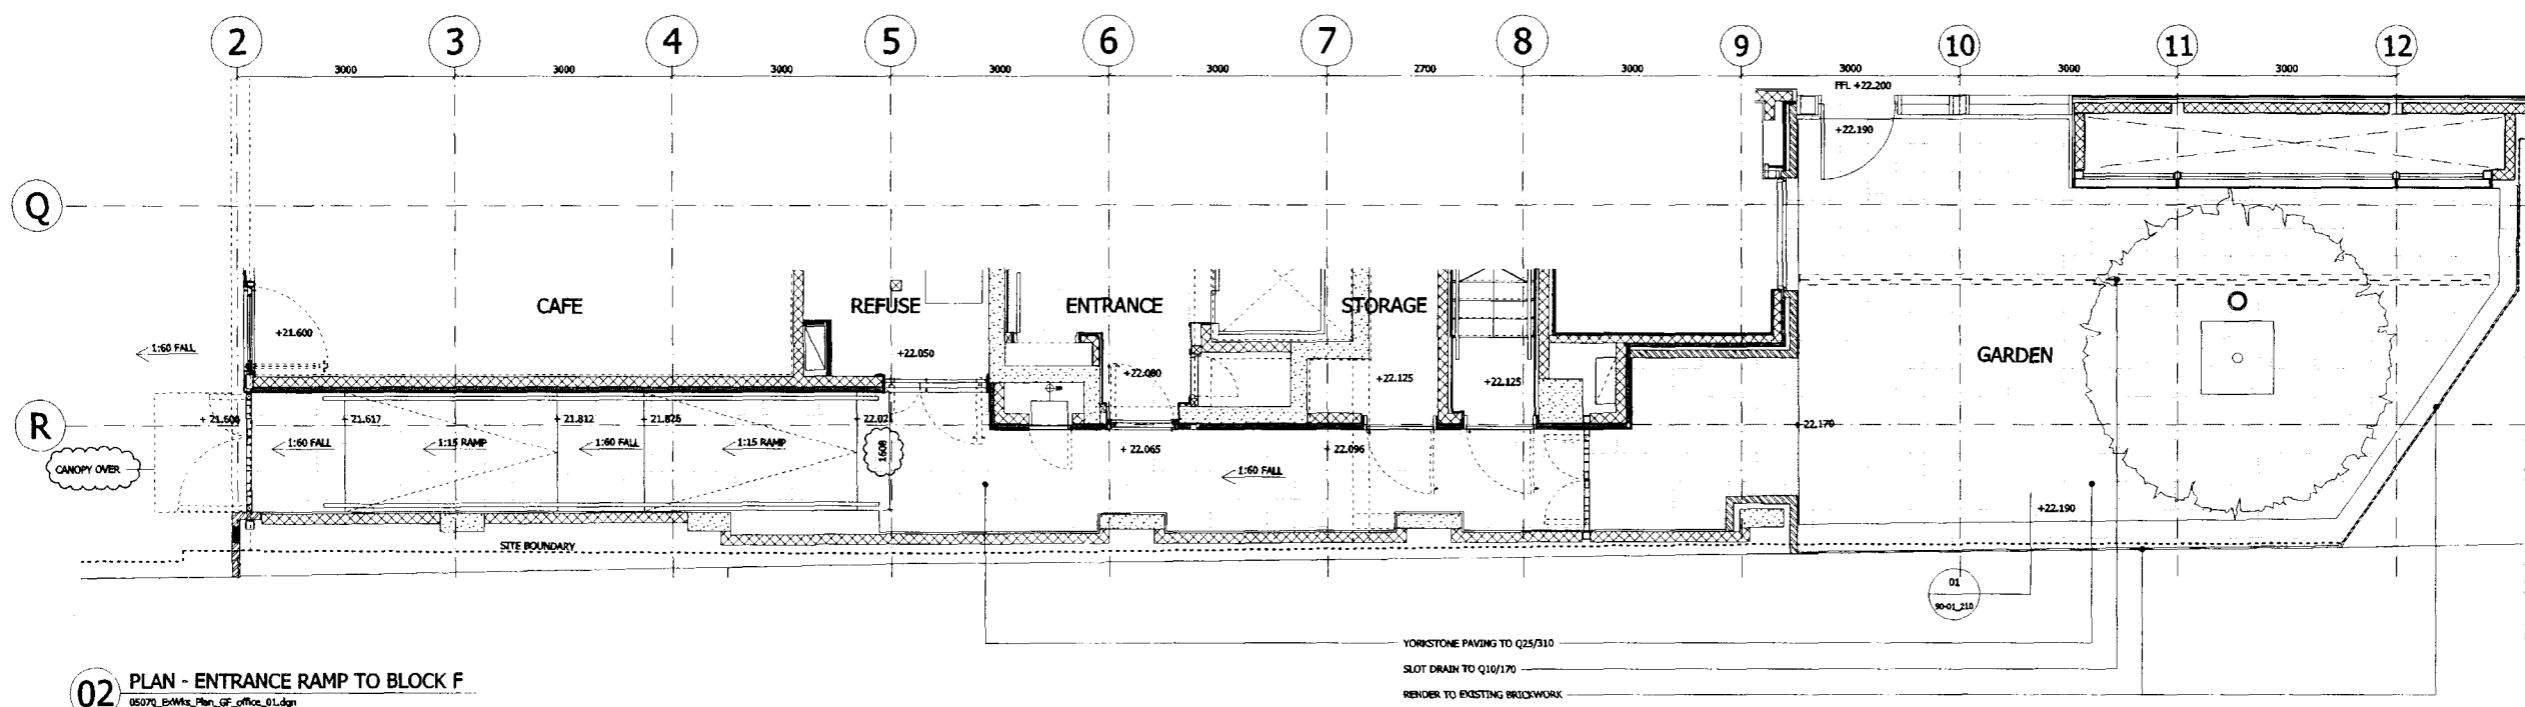 2 3 4 5 6 7 8 9 10 11 12
3000 3000 3000 3000 3000 2700 3000 3000 3000 3000
FFL +22.200
+22.190
Q
CAFE REFUSE ENTRANCE STORAGE
+21.600
1:60 FALL
+22.050
+22.080
+22.125
+22.125
GARDEN
R
+ 21.600 + 21.617 + 21.812 + 21.826
+ 22.170
1:60 FALL 1:15 RAMP 1:60 FALL 1:15 RAMP
1608
+ 22.065 + 22.096
1:60 FALL
CANOPY OVER
+22.190
SITE BOUNDARY
01
90-01_210
YORKSTONE PAVING TO Q25/310
SLOT DRAIN TO Q10/170
RENDER TO EXISTING BRICKWORK
02 PLAN - ENTRANCE RAMP TO BLOCK F
05070_ExWks_Plan_GF_office_01.dgn